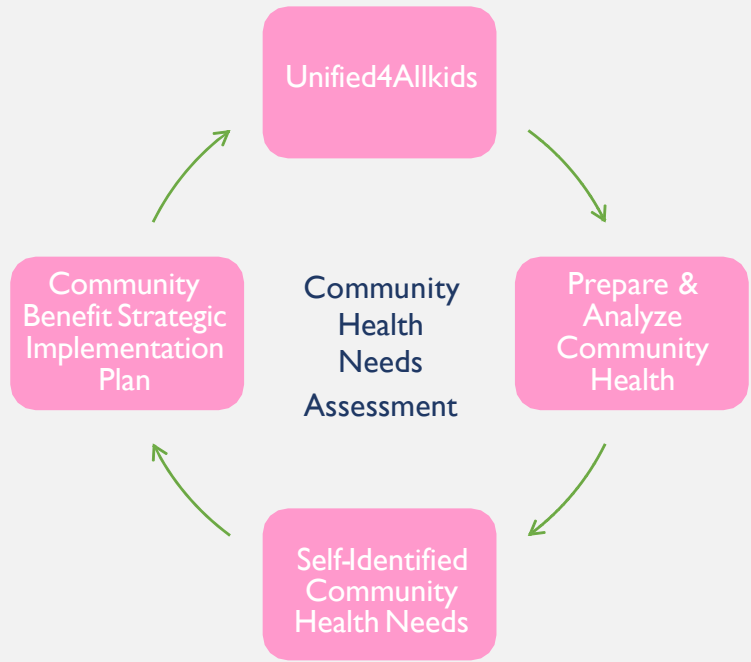 Unified4Allkids
Community
Benefit Strategic
Implementation
Plan
Community
Health
Needs
Assessment
Prepare &
Analyze
Community
Health
Self-Identified
Community
Health Needs